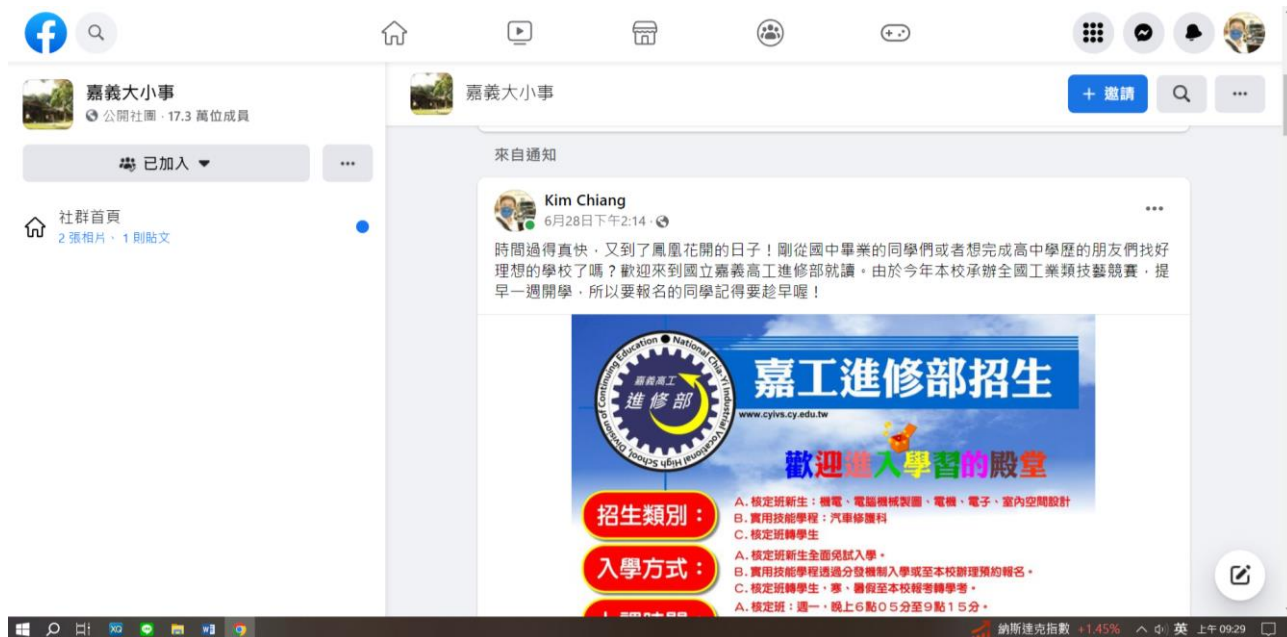 嘉義大小事
公開社團 · 17.3 萬位成員
已加入
社群首頁
2 張相片、 1 則貼文
嘉義大小事
+ 邀請
來自通知
Kim Chiang
6月28日下午2:14 ·
時間過得真快，又到了鳳凰花開的日子！剛從國中畢業的同學們或者想完成高中學歷的朋友們找好
理想的學校了嗎？歡迎來到國立嘉義高工進修部就讀。由於今年本校承辦全國工業類技藝競賽，提
早一週開學，所以要報名的同學記得要趁早喔！
Division of Continuing Education ● National Chia-Yi Industrial Vocational High School,
嘉義高工
進修部
嘉工進修部招生
www.cyivs.cy.edu.tw
歡迎進入學習的殿堂
招生類別：
A. 核定班新生：機電、電腦機械製圖、電機、電子、室內空間設計
B. 實用技能學程：汽車修護科
C. 核定班轉學生
入學方式：
A. 核定班新生全面免試入學。
B. 實用技能學程透過分發機制入學或至本校辦理預約報名。
C. 核定班轉學生，寒、暑假至本校報考轉學考。
A. 核定班：週一，晚上6點05分至9點15分。
納斯達克指數 +1.45%
英
上午 09:29